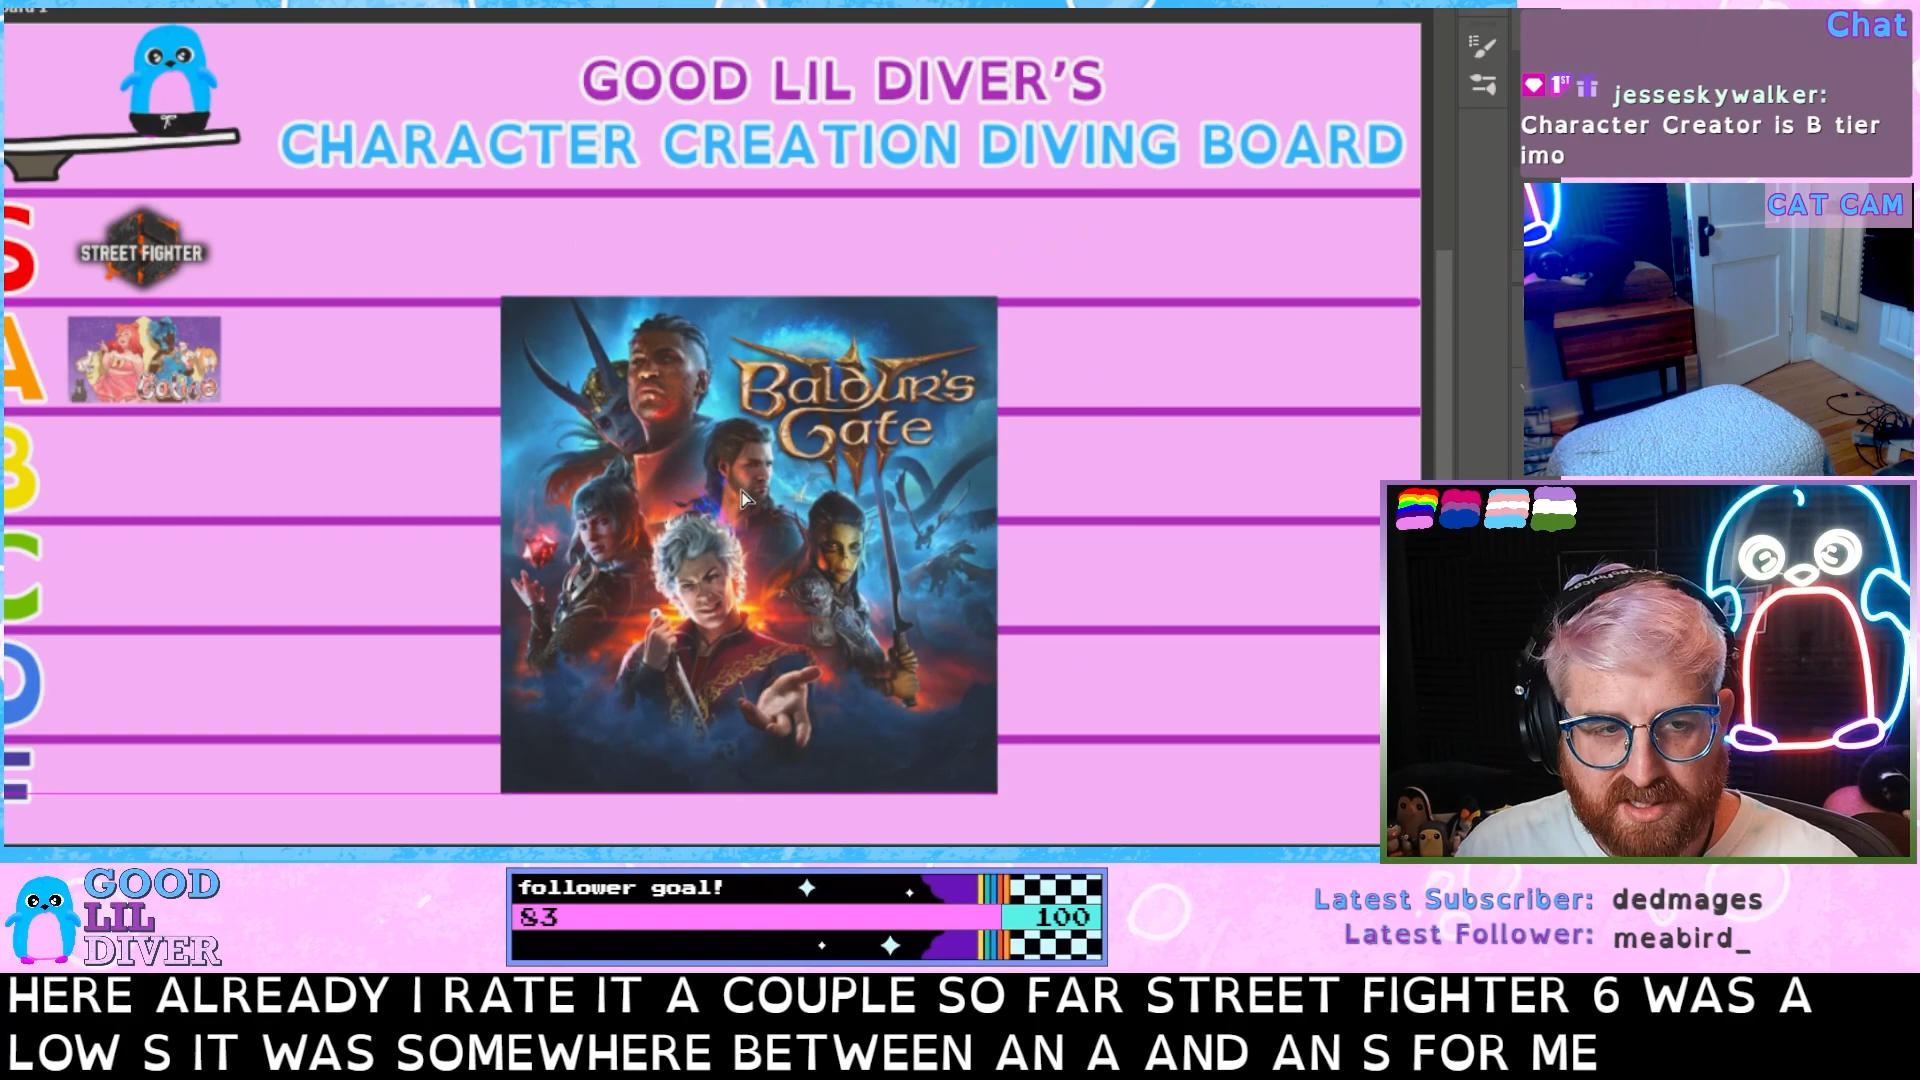 GOOD LIL DIVER'S
CHARACTER CREATION DIVING BOARD
S
STREET FIGHTER
A
B
C
D
BALDUR'S
GATE
III
Chat
1ST jesseskywalker:
Character Creator is B tier
imo
CAT CAM
GOOD
LIL
DIVER
follower goal!
83 100
Latest Subscriber: dedmages
Latest Follower: meabird_
HERE ALREADY I RATE IT A COUPLE SO FAR STREET FIGHTER 6 WAS A
LOW S IT WAS SOMEWHERE BETWEEN AN A AND AN S FOR ME